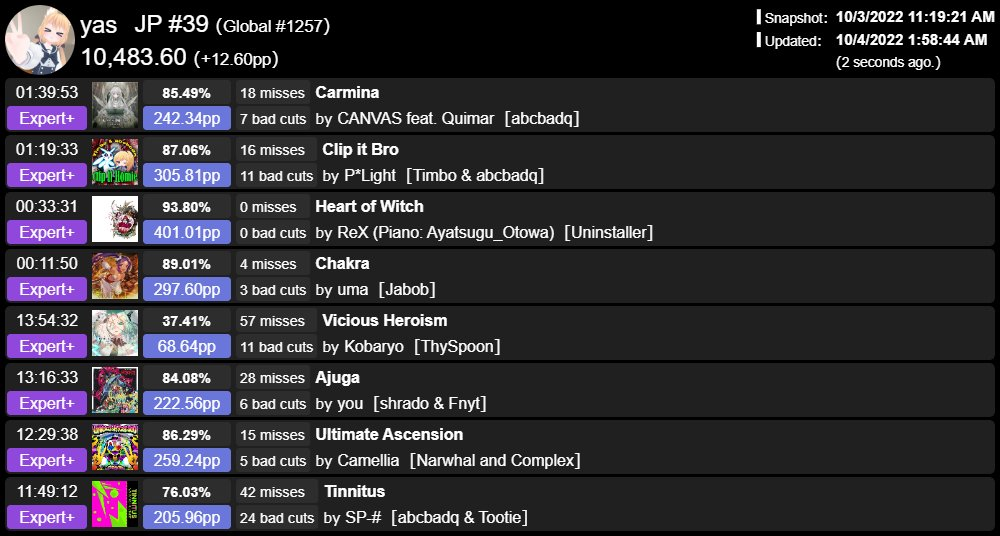 yas JP #39 (Global #1257)
10,483.60 (+12.60pp)
Snapshot: 10/3/2022 11:19:21 AM
Updated: 10/4/2022 1:58:44 AM
(2 seconds ago.)
01:39:53 85.49% 18 misses Carmina
Expert+ 242.34pp 7 bad cuts by CANVAS feat. Quimar [abcbadq]
01:19:33 87.06% 16 misses Clip it Bro
Expert+ 305.81pp 11 bad cuts by P*Light [Timbo & abcbadq]
00:33:31 93.80% 0 misses Heart of Witch
Expert+ 401.01pp 0 bad cuts by ReX (Piano: Ayatsugu_Otowa) [Uninstaller]
00:11:50 89.01% 4 misses Chakra
Expert+ 297.60pp 3 bad cuts by uma [Jabob]
13:54:32 37.41% 57 misses Vicious Heroism
Expert+ 68.64pp 11 bad cuts by Kobaryo [ThySpoon]
13:16:33 84.08% 28 misses Ajuga
Expert+ 222.56pp 6 bad cuts by you [shrado & Fnyt]
12:29:38 86.29% 15 misses Ultimate Ascension
Expert+ 259.24pp 5 bad cuts by Camellia [Narwhal and Complex]
11:49:12 TINNITUS 76.03% 42 misses Tinnitus
Expert+ 205.96pp 24 bad cuts by SP-# [abcbadq & Tootie]